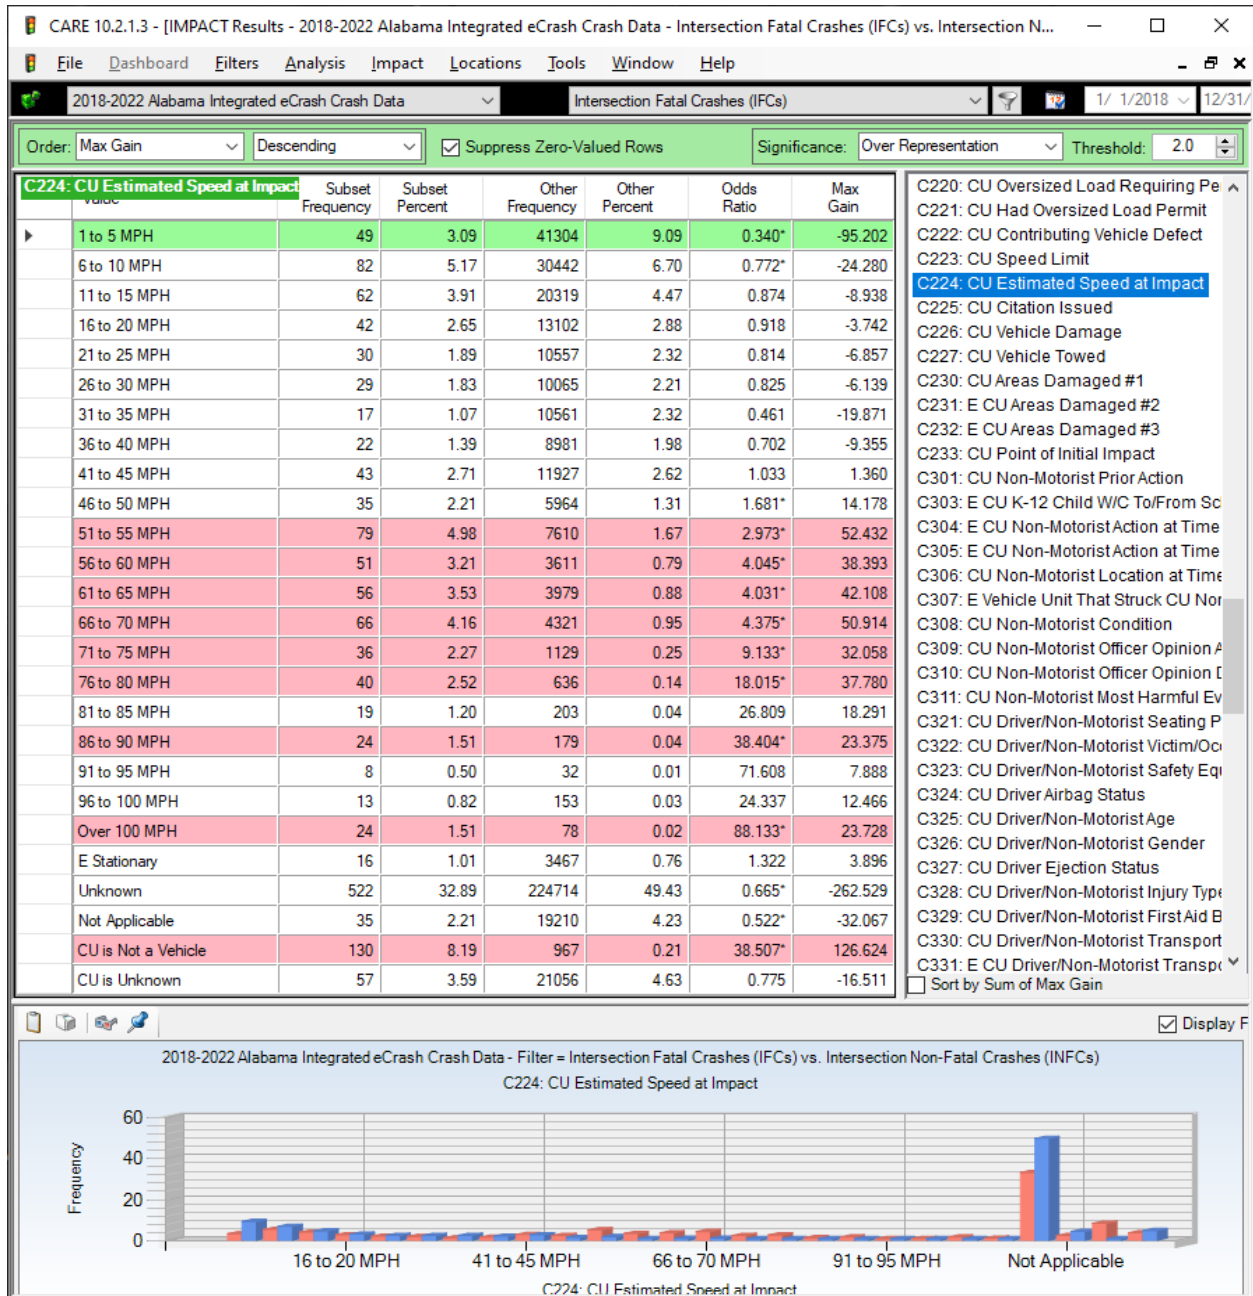 CARE 10.2.1.3 - [IMPACT Results - 2018-2022 Alabama Integrated eCrash Crash Data - Intersection Fatal Crashes (IFCs) vs. Intersection N...
File Dashboard Filters Analysis Impact Locations Tools Window Help
2018-2022 Alabama Integrated eCrash Crash Data Intersection Fatal Crashes (IFCs) 1/ 1/2018 12/31/
Order: Max Gain Descending Suppress Zero-Valued Rows Significance: Over Representation Threshold: 2.0
C224: CU Estimated Speed at Impact
Value Subset Frequency Subset Percent Other Frequency Other Percent Odds Ratio Max Gain
1 to 5 MPH 49 3.09 41304 9.09 0.340* -95.202
6 to 10 MPH 82 5.17 30442 6.70 0.772* -24.280
11 to 15 MPH 62 3.91 20319 4.47 0.874 -8.938
16 to 20 MPH 42 2.65 13102 2.88 0.918 -3.742
21 to 25 MPH 30 1.89 10557 2.32 0.814 -6.857
26 to 30 MPH 29 1.83 10065 2.21 0.825 -6.139
31 to 35 MPH 17 1.07 10561 2.32 0.461 -19.871
36 to 40 MPH 22 1.39 8981 1.98 0.702 -9.355
41 to 45 MPH 43 2.71 11927 2.62 1.033 1.360
46 to 50 MPH 35 2.21 5964 1.31 1.681* 14.178
51 to 55 MPH 79 4.98 7610 1.67 2.973* 52.432
56 to 60 MPH 51 3.21 3611 0.79 4.045* 38.393
61 to 65 MPH 56 3.53 3979 0.88 4.031* 42.108
66 to 70 MPH 66 4.16 4321 0.95 4.375* 50.914
71 to 75 MPH 36 2.27 1129 0.25 9.133* 32.058
76 to 80 MPH 40 2.52 636 0.14 18.015* 37.780
81 to 85 MPH 19 1.20 203 0.04 26.809 18.291
86 to 90 MPH 24 1.51 179 0.04 38.404* 23.375
91 to 95 MPH 8 0.50 32 0.01 71.608 7.888
96 to 100 MPH 13 0.82 153 0.03 24.337 12.466
Over 100 MPH 24 1.51 78 0.02 88.133* 23.728
E Stationary 16 1.01 3467 0.76 1.322 3.896
Unknown 522 32.89 224714 49.43 0.665* -262.529
Not Applicable 35 2.21 19210 4.23 0.522* -32.067
CU is Not a Vehicle 130 8.19 967 0.21 38.507* 126.624
CU is Unknown 57 3.59 21056 4.63 0.775 -16.511
C220: CU Oversized Load Requiring Pe
C221: CU Had Oversized Load Permit
C222: CU Contributing Vehicle Defect
C223: CU Speed Limit
C224: CU Estimated Speed at Impact
C225: CU Citation Issued
C226: CU Vehicle Damage
C227: CU Vehicle Towed
C230: CU Areas Damaged #1
C231: E CU Areas Damaged #2
C232: E CU Areas Damaged #3
C233: CU Point of Initial Impact
C301: CU Non-Motorist Prior Action
C303: E CU K-12 Child W/C To/From Sc
C304: E CU Non-Motorist Action at Time
C305: E CU Non-Motorist Action at Time
C306: CU Non-Motorist Location at Time
C307: E Vehicle Unit That Struck CU Nor
C308: CU Non-Motorist Condition
C309: CU Non-Motorist Officer Opinion A
C310: CU Non-Motorist Officer Opinion D
C311: CU Non-Motorist Most Harmful Ev
C321: CU Driver/Non-Motorist Seating P
C322: CU Driver/Non-Motorist Victim/Oc
C323: CU Driver/Non-Motorist Safety Eq
C324: CU Driver Airbag Status
C325: CU Driver/Non-Motorist Age
C326: CU Driver/Non-Motorist Gender
C327: CU Driver Ejection Status
C328: CU Driver/Non-Motorist Injury Type
C329: CU Driver/Non-Motorist First Aid B
C330: CU Driver/Non-Motorist Transport
C331: E CU Driver/Non-Motorist Transpo
Sort by Sum of Max Gain
Display F
2018-2022 Alabama Integrated eCrash Crash Data - Filter = Intersection Fatal Crashes (IFCs) vs. Intersection Non-Fatal Crashes (INFCs)
C224: CU Estimated Speed at Impact
Frequency
60
40
20
0
16 to 20 MPH 41 to 45 MPH 66 to 70 MPH 91 to 95 MPH Not Applicable
C224: CU Estimated Speed at Impact